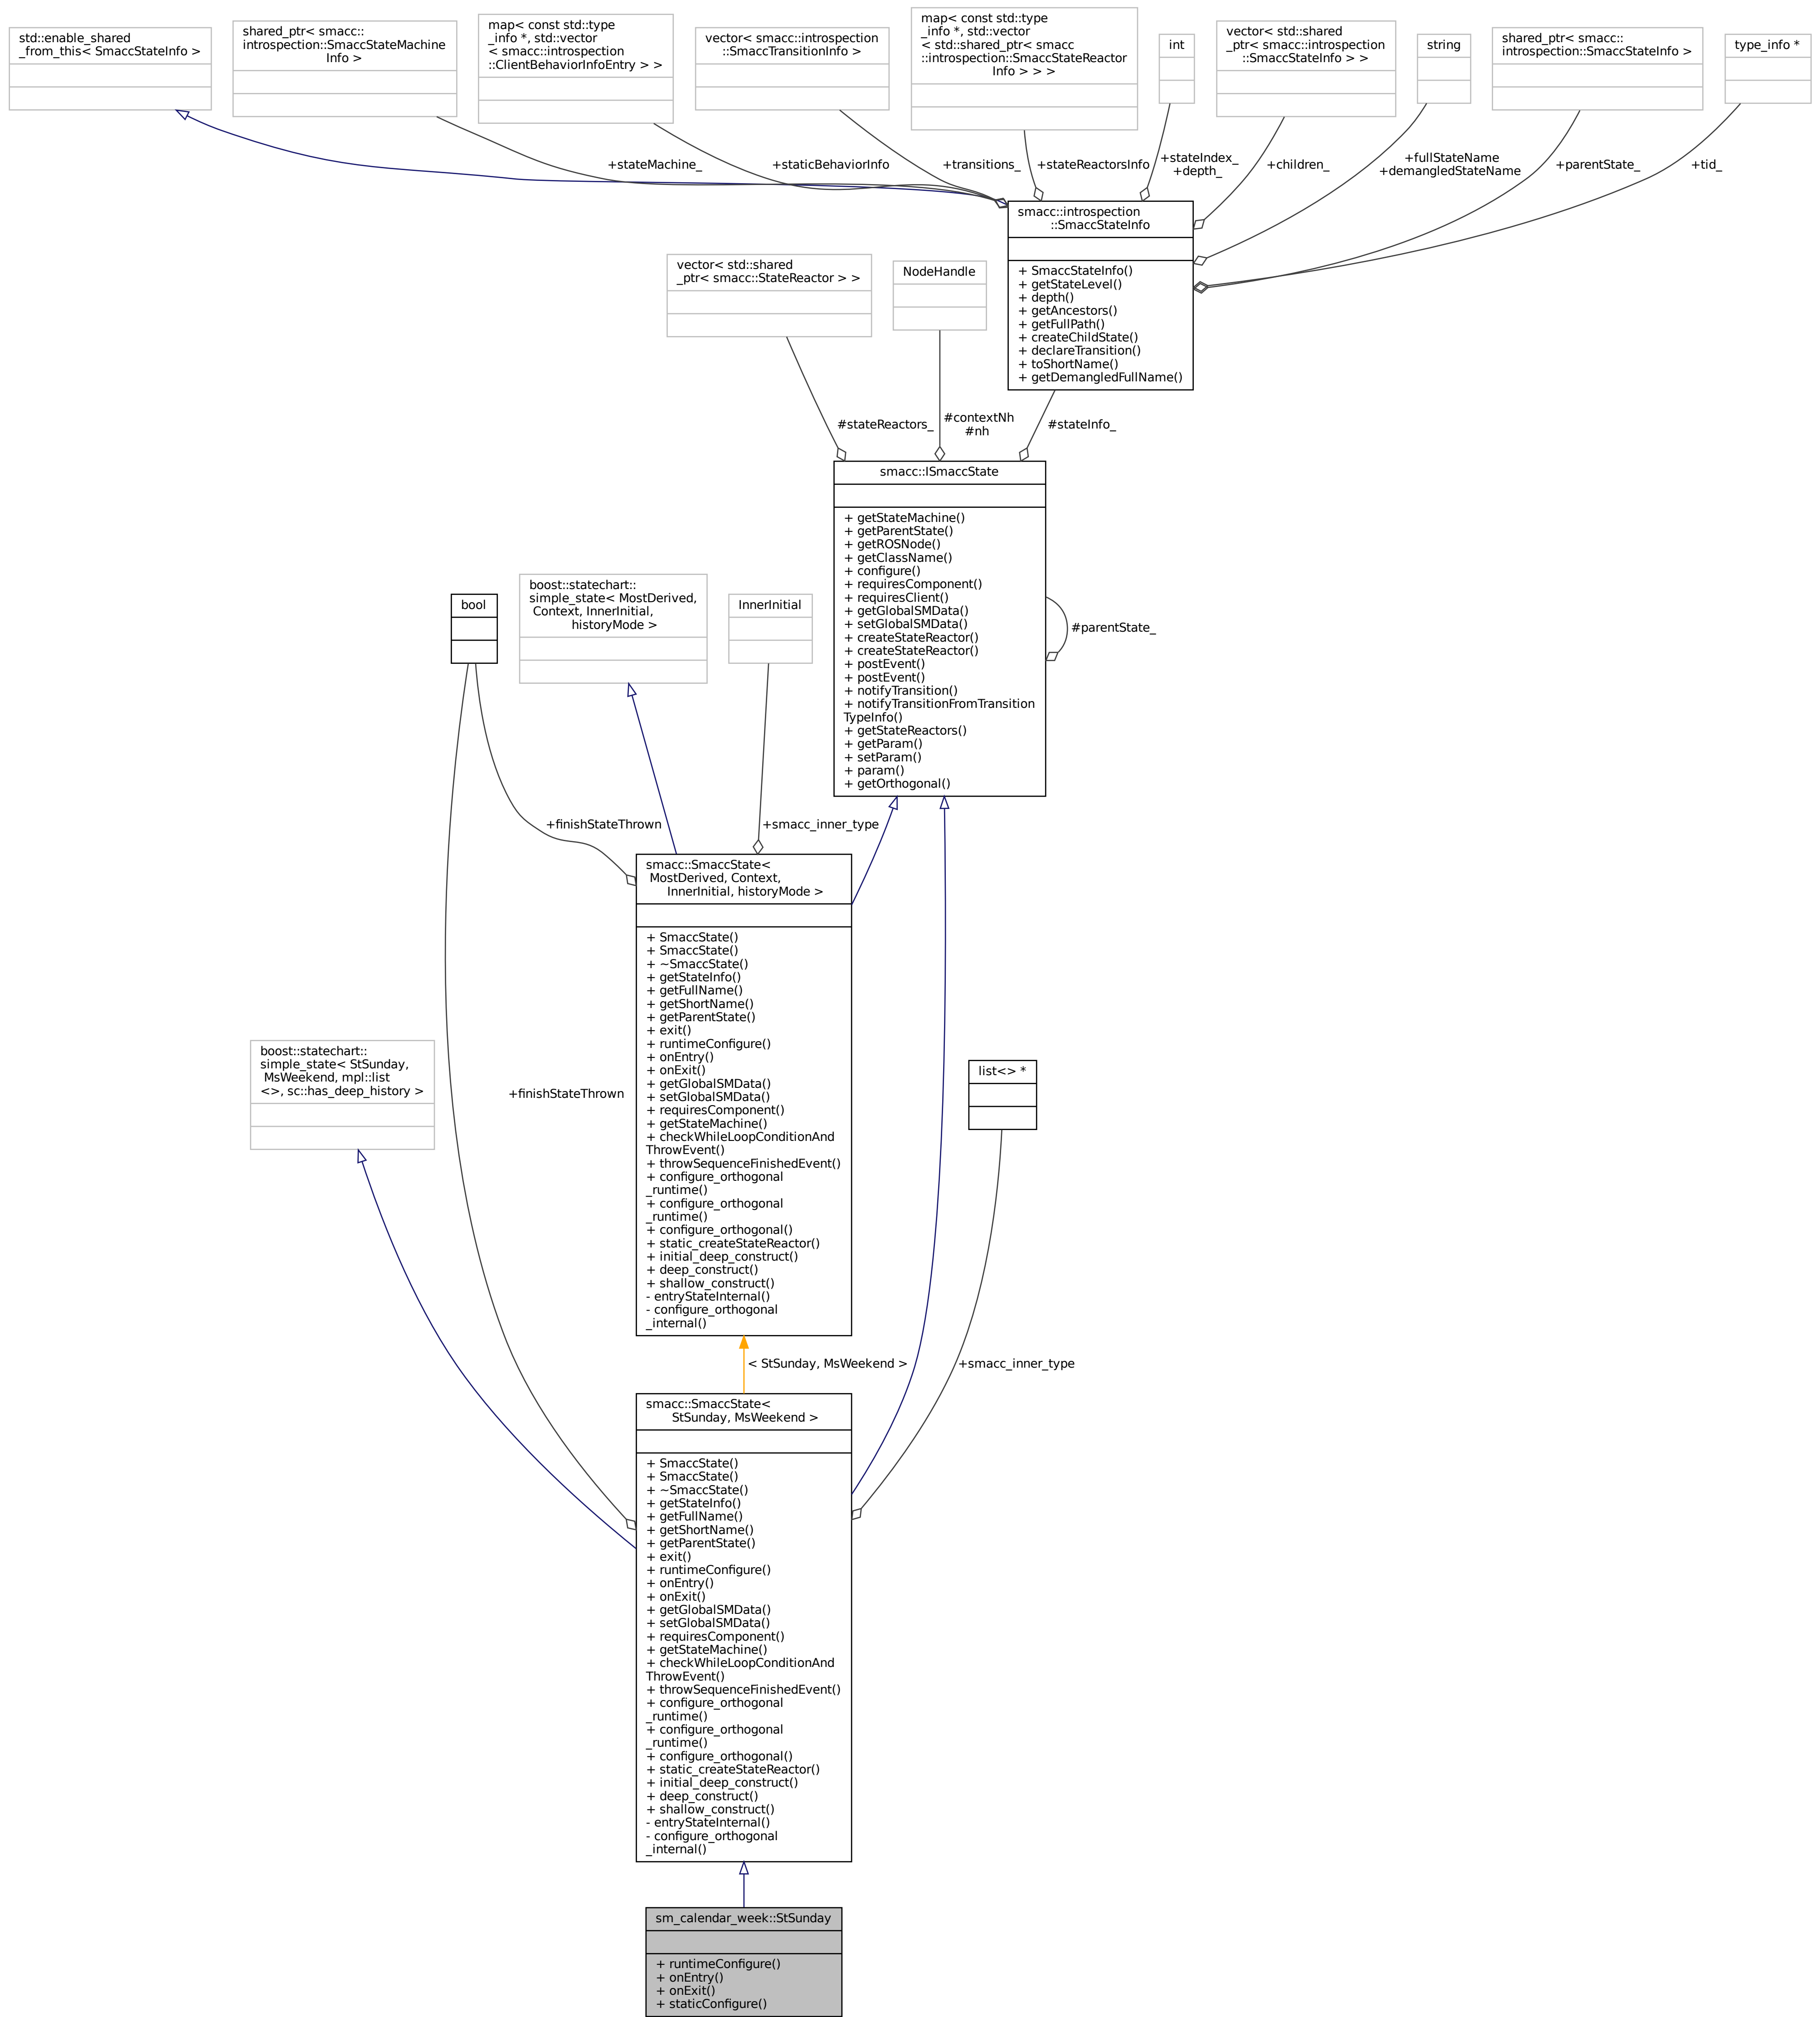 std::enable_shared
_from_this< SmaccStateInfo >
shared_ptr< smacc::
introspection::SmaccStateMachine
Info >
map< const std::type
_info *, std::vector
< smacc::introspection
::ClientBehaviorInfoEntry > >
vector< smacc::introspection
::SmaccTransitionInfo >
map< const std::type
_info *, std::vector
< std::shared_ptr< smacc
::introspection::SmaccStateReactor
Info > > >
int
vector< std::shared
_ptr< smacc::introspection
::SmaccStateInfo > >
string
shared_ptr< smacc::
introspection::SmaccStateInfo >
type_info *
+stateMachine_
+staticBehaviorInfo
+transitions_
+stateReactorsInfo
+stateIndex_
+depth_
+children_
+fullStateName
+demangledStateName
+parentState_
+tid_
smacc::introspection
::SmaccStateInfo
+ SmaccStateInfo()
+ getStateLevel()
+ depth()
+ getAncestors()
+ getFullPath()
+ createChildState()
+ declareTransition()
+ toShortName()
+ getDemangledFullName()
vector< std::shared
_ptr< smacc::StateReactor > >
NodeHandle
#stateReactors_
#contextNh
#nh
#stateInfo_
smacc::ISmaccState
+ getStateMachine()
+ getParentState()
+ getROSNode()
+ getClassName()
+ configure()
+ requiresComponent()
+ requiresClient()
+ getGlobalSMData()
+ setGlobalSMData()
+ createStateReactor()
+ createStateReactor()
+ postEvent()
+ postEvent()
+ notifyTransition()
+ notifyTransitionFromTransition
TypeInfo()
+ getStateReactors()
+ getParam()
+ setParam()
+ param()
+ getOrthogonal()
#parentState_
bool
boost::statechart::
simple_state< MostDerived,
Context, InnerInitial,
historyMode >
InnerInitial
+finishStateThrown
+smacc_inner_type
smacc::SmaccState<
MostDerived, Context,
InnerInitial, historyMode >
+ SmaccState()
+ SmaccState()
+ ~SmaccState()
+ getStateInfo()
+ getFullName()
+ getShortName()
+ getParentState()
+ exit()
+ runtimeConfigure()
+ onEntry()
+ onExit()
+ getGlobalSMData()
+ setGlobalSMData()
+ requiresComponent()
+ getStateMachine()
+ checkWhileLoopConditionAnd
ThrowEvent()
+ throwSequenceFinishedEvent()
+ configure_orthogonal
_runtime()
+ configure_orthogonal
_runtime()
+ configure_orthogonal()
+ static_createStateReactor()
+ initial_deep_construct()
+ deep_construct()
+ shallow_construct()
- entryStateInternal()
- configure_orthogonal
_internal()
boost::statechart::
simple_state< StSunday,
MsWeekend, mpl::list
<>, sc::has_deep_history >
+finishStateThrown
list<> *
< StSunday, MsWeekend >
+smacc_inner_type
smacc::SmaccState<
StSunday, MsWeekend >
+ SmaccState()
+ SmaccState()
+ ~SmaccState()
+ getStateInfo()
+ getFullName()
+ getShortName()
+ getParentState()
+ exit()
+ runtimeConfigure()
+ onEntry()
+ onExit()
+ getGlobalSMData()
+ setGlobalSMData()
+ requiresComponent()
+ getStateMachine()
+ checkWhileLoopConditionAnd
ThrowEvent()
+ throwSequenceFinishedEvent()
+ configure_orthogonal
_runtime()
+ configure_orthogonal
_runtime()
+ configure_orthogonal()
+ static_createStateReactor()
+ initial_deep_construct()
+ deep_construct()
+ shallow_construct()
- entryStateInternal()
- configure_orthogonal
_internal()
sm_calendar_week::StSunday
+ runtimeConfigure()
+ onEntry()
+ onExit()
+ staticConfigure()